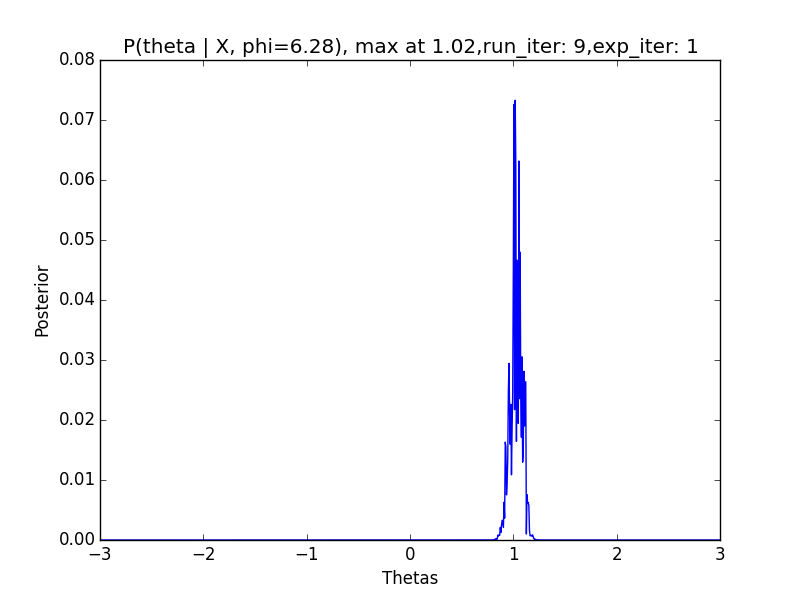 P(theta | X, phi=6.28), max at 1.02,run_iter: 9,exp_iter: 1
0.08
0.07
0.06
0.05
0.04
0.03
0.02
0.01
0.00
Posterior
−3 −2 −1 0 1 2 3
Thetas